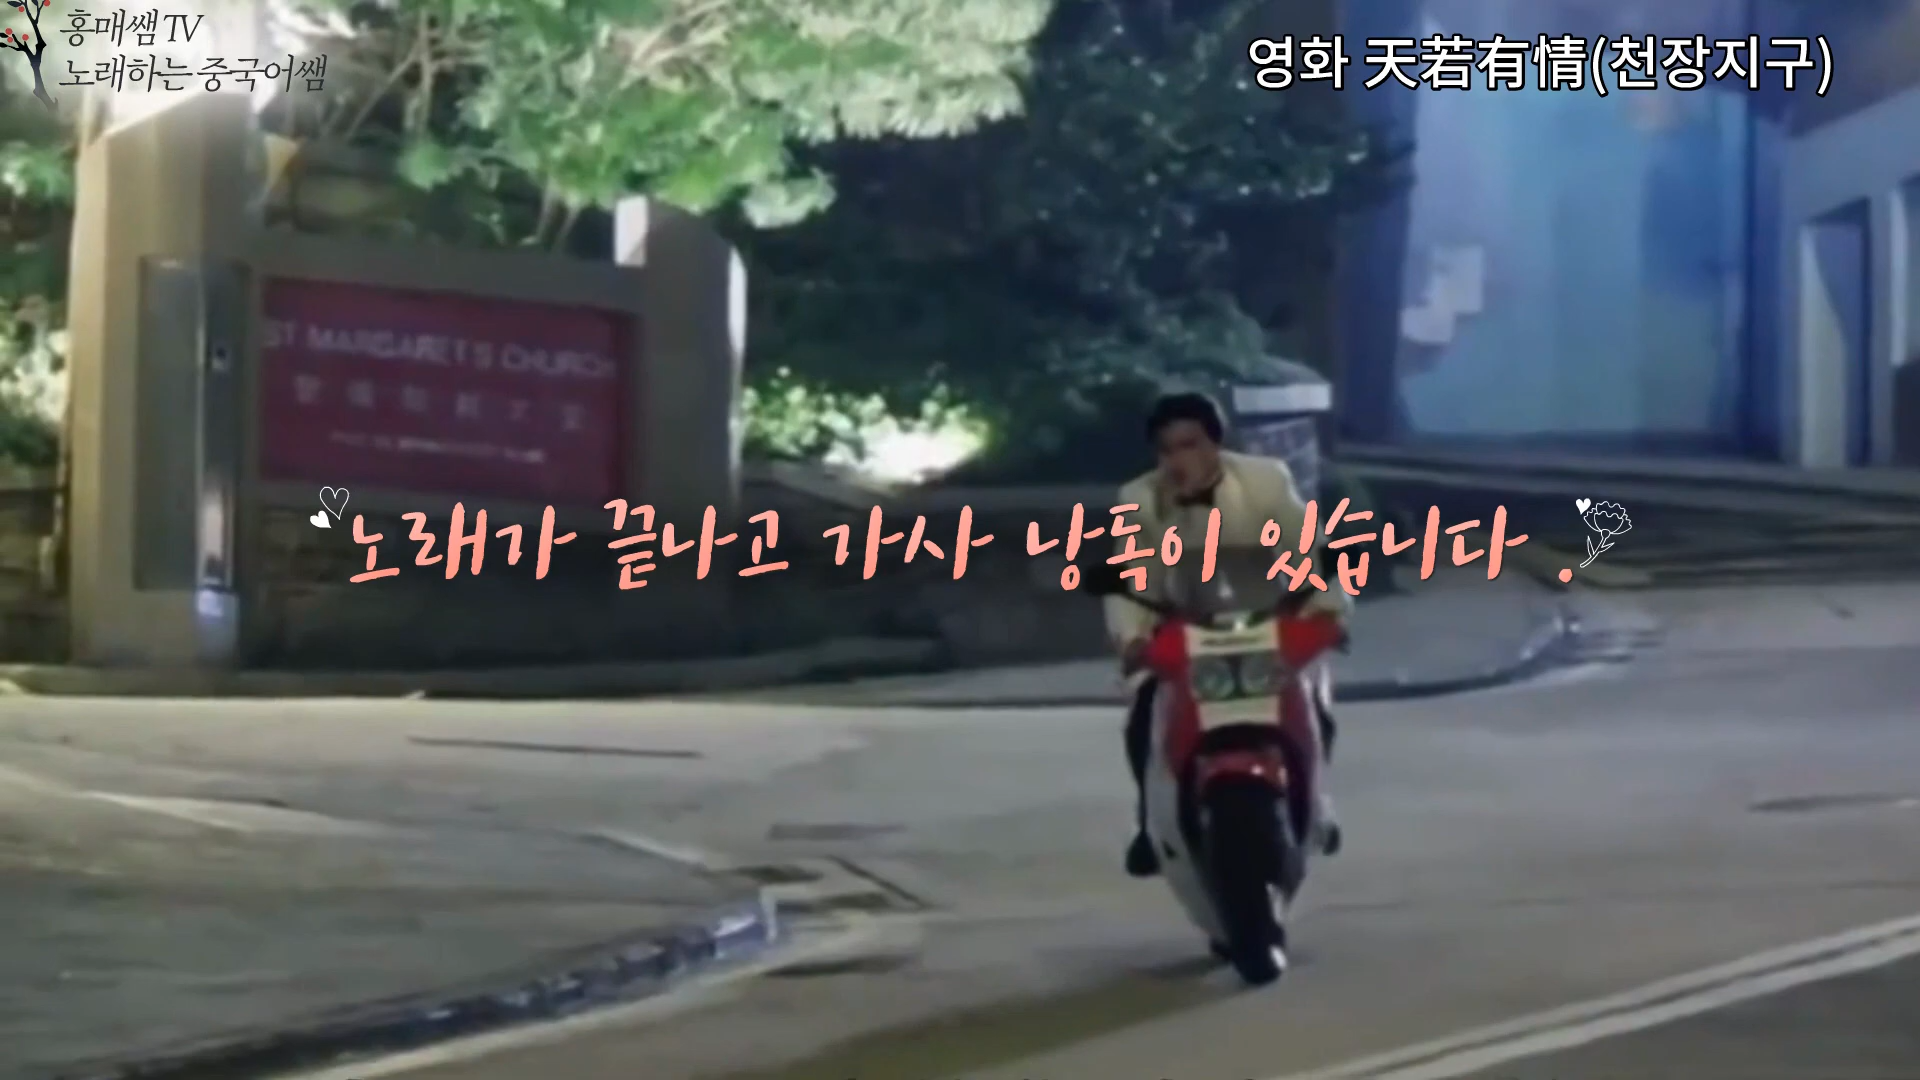 홍매쌤 TV
노래하는 중국어쌤
영화 天若有情(천장지구)
ST MARGARET'S CHURCH
노래가 끝나고 가사 낭독이 있습니다 .